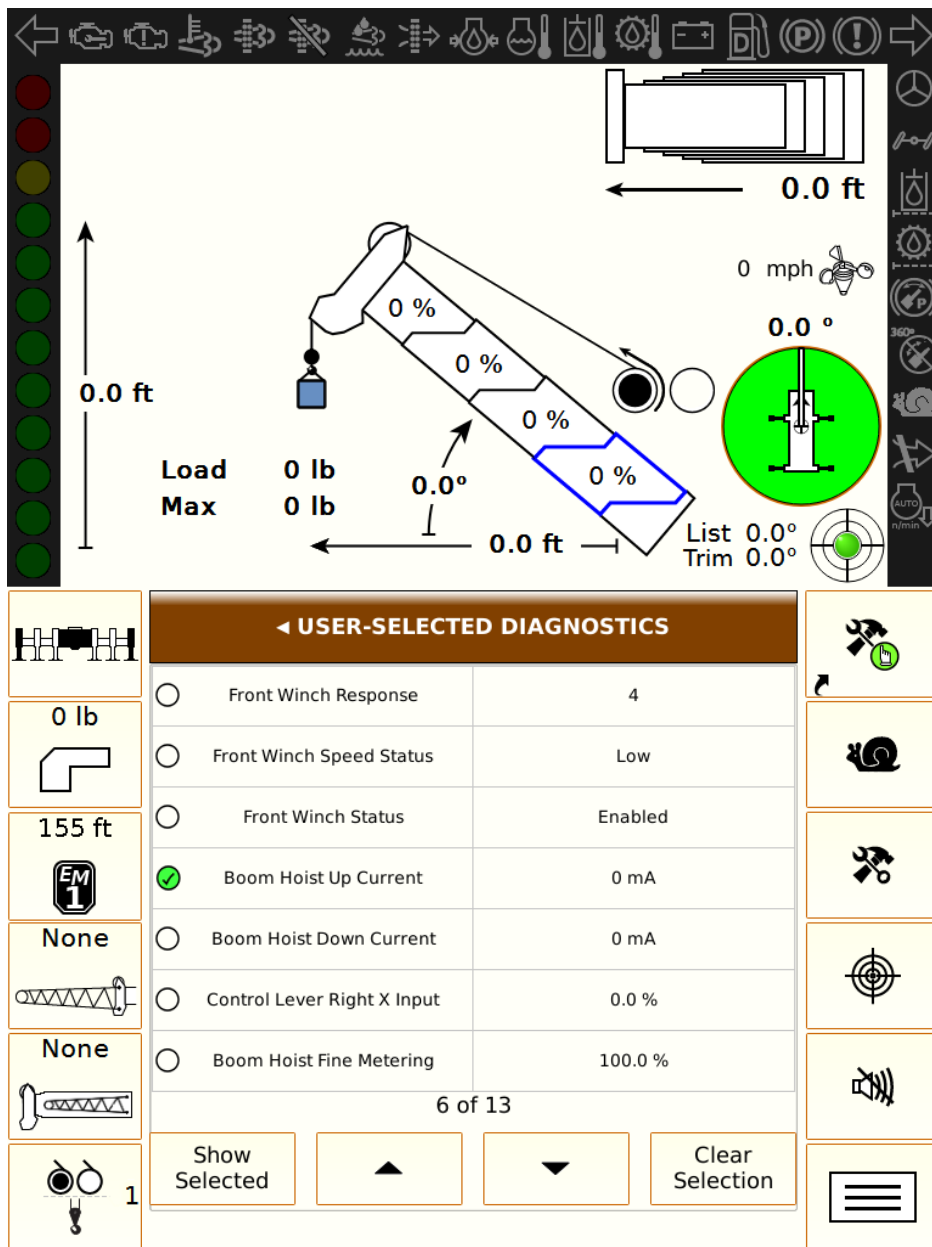 D
P
!
0.0 ft
0 mph
P
0.0 °
360°
0 %
0 %
0.0 ft
0 %
Load 0 lb
Max 0 lb
0.0°
0 %
AUTO
n/min
0.0 ft
List 0.0°
Trim 0.0°
◄ USER-SELECTED DIAGNOSTICS
Front Winch Response 4
0 lb
Front Winch Speed Status Low
Front Winch Status Enabled
155 ft
EM
1
Boom Hoist Up Current 0 mA
None
Boom Hoist Down Current 0 mA
Control Lever Right X Input 0.0 %
None
Boom Hoist Fine Metering 100.0 %
6 of 13
Show
Selected
Clear
Selection
1